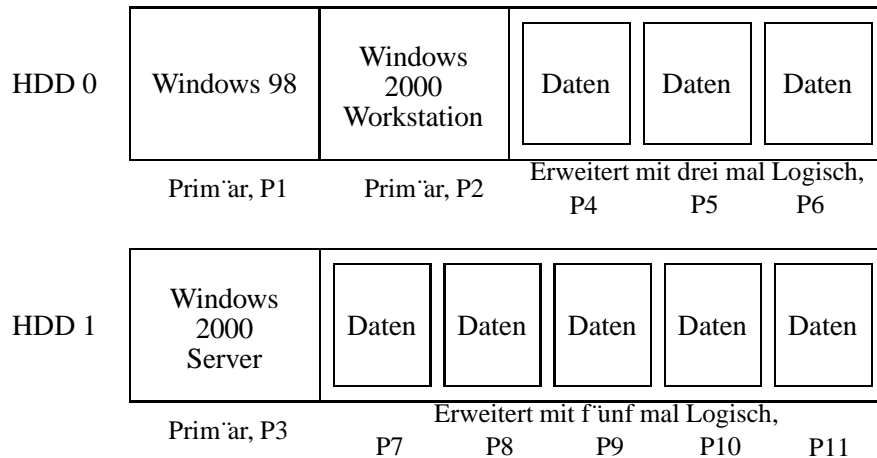 HDD 0
Windows 98
Windows
2000
Workstation
Daten
Daten
Daten
Prim¨ar, P1
Prim¨ar, P2
Erweitert mit drei mal Logisch,
P4
P5
P6
HDD 1
Windows
2000
Server
Daten
Daten
Daten
Daten
Daten
Prim¨ar, P3
Erweitert mit f¨unf mal Logisch,
P7
P8
P9
P10
P11